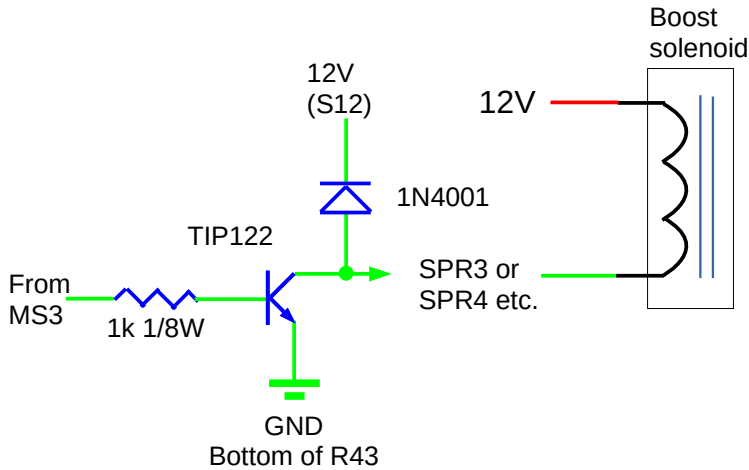 Boost
solenoid
12V
(S12)
12V
1N4001
TIP122
SPR3 or
SPR4 etc.
From
MS3
1k 1/8W
GND
Bottom of R43